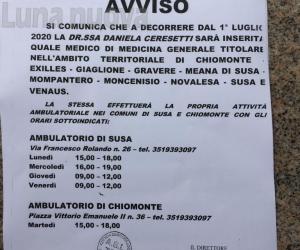 Luna nuova
AVVISO
SI COMUNICA CHE A DECORRERE DAL 1° LUGLIO
2020 LA DR.SSA DANIELA CERESETTI SARÀ INSERITA
QUALE MEDICO DI MEDICINA GENERALE TITOLARE
NELL'AMBITO TERRITORIALE DI CHIOMONTE -
EXILLES - GIAGLIONE - GRAVERE - MEANA DI SUSA -
MOMPANTERO - MONCENISIO - NOVALESA - SUSA E
VENAUS.
LA STESSA EFFETTUERÀ LA PROPRIA ATTIVITÀ
AMBULATORIALE NEI COMUNI DI SUSA E CHIOMONTE CON GLI
ORARI SOTTOINDICATI:
AMBULATORIO DI SUSA
Via Francesco Rolando n. 26 - tel. 3519393097
Lunedì 15,00 - 18,00
Mercoledì 16,00 - 19,00
Giovedì 09,00 - 12,00
Venerdì 09,00 - 12,00
AMBULATORIO DI CHIOMONTE
Piazza Vittorio Emanuele II n. 36 - tel. 3519393097
Martedì 15,00 - 18,00
IL DIRETTORE